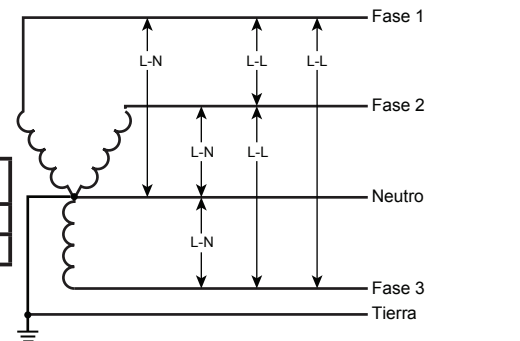 Fase 1
L-N
L-L
L-L
Fase 2
L-N
L-L
Neutro
L-N
Fase 3
Tierra